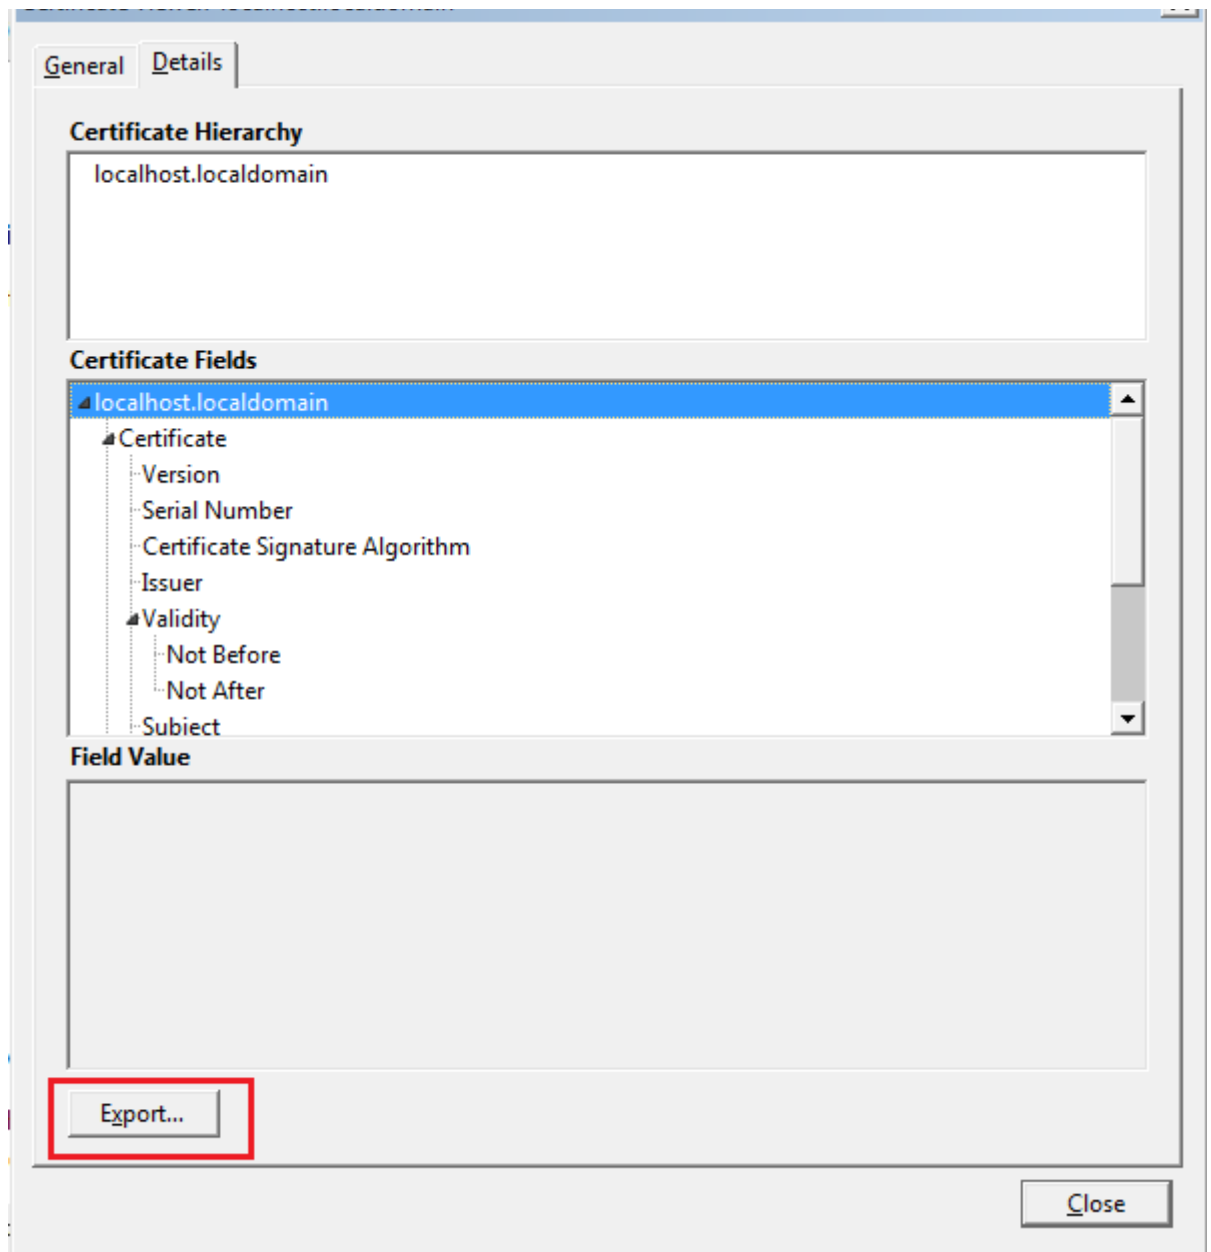 General
Details
Certificate Hierarchy
localhost.localdomain
Certificate Fields
localhost.localdomain
Certificate
Version
Serial Number
Certificate Signature Algorithm
Issuer
Validity
Not Before
Not After
Subject
Field Value
Export...
Close